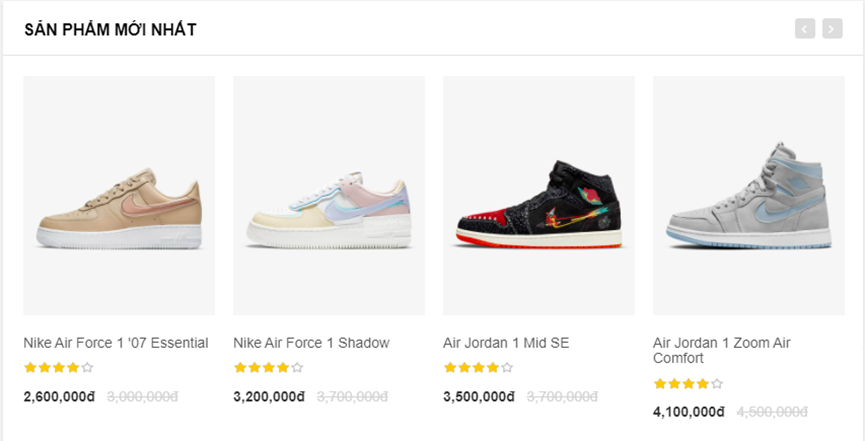 SẢN PHẨM MỚI NHẤT
Nike Air Force 1 '07 Essential
2,600,000đ 3,000,000đ
Nike Air Force 1 Shadow
3,200,000đ 3,700,000đ
Air Jordan 1 Mid SE
3,500,000đ 3,700,000đ
Air Jordan 1 Zoom Air
Comfort
4,100,000đ 4,500,000đ